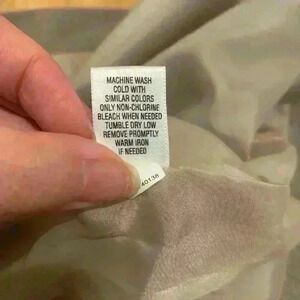 MACHINE WASH
COLD WITH
SIMILAR COLORS
ONLY NON-CHLORINE
BLEACH WHEN NEEDED
TUMBLE DRY LOW
REMOVE PROMPTLY
WARM IRON
IF NEEDED
40138